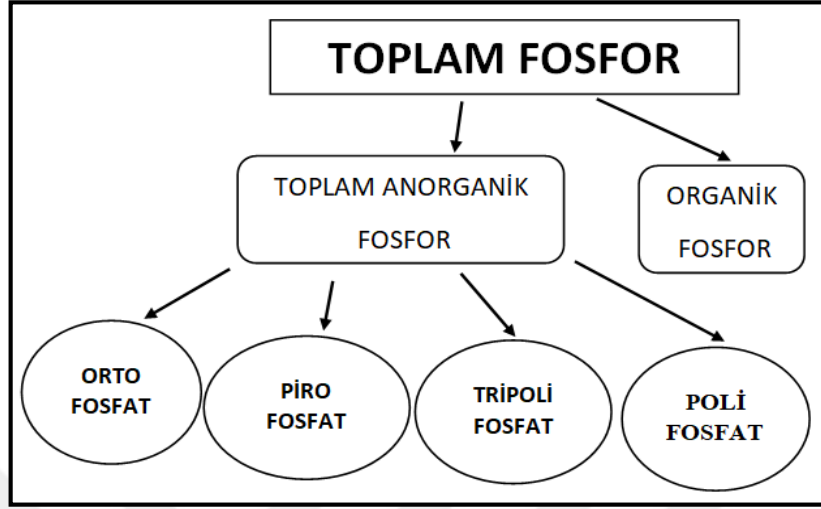 TOPLAM FOSFOR
TOPLAM ANORGANİK
FOSFOR
ORGANİK
FOSFOR
ORTO
FOSFAT
PİRO
FOSFAT
TRİPOLİ
FOSFAT
POLİ
FOSFAT